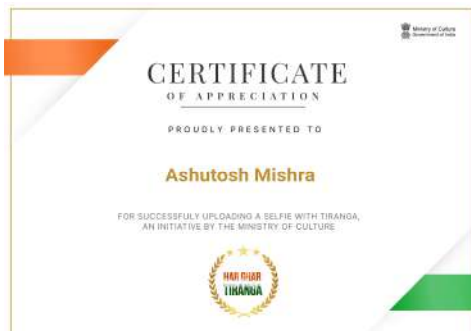 Ministry of Culture
Government of India
CERTIFICATE
OF APPRECIATION
PROUDLY PRESENTED TO
Ashutosh Mishra
FOR SUCCESSFULY UPLOADING A SELFIE WITH TIRANGA,
AN INITIATIVE BY THE MINISTRY OF CULTURE
HAR GHAR
TIRANGA